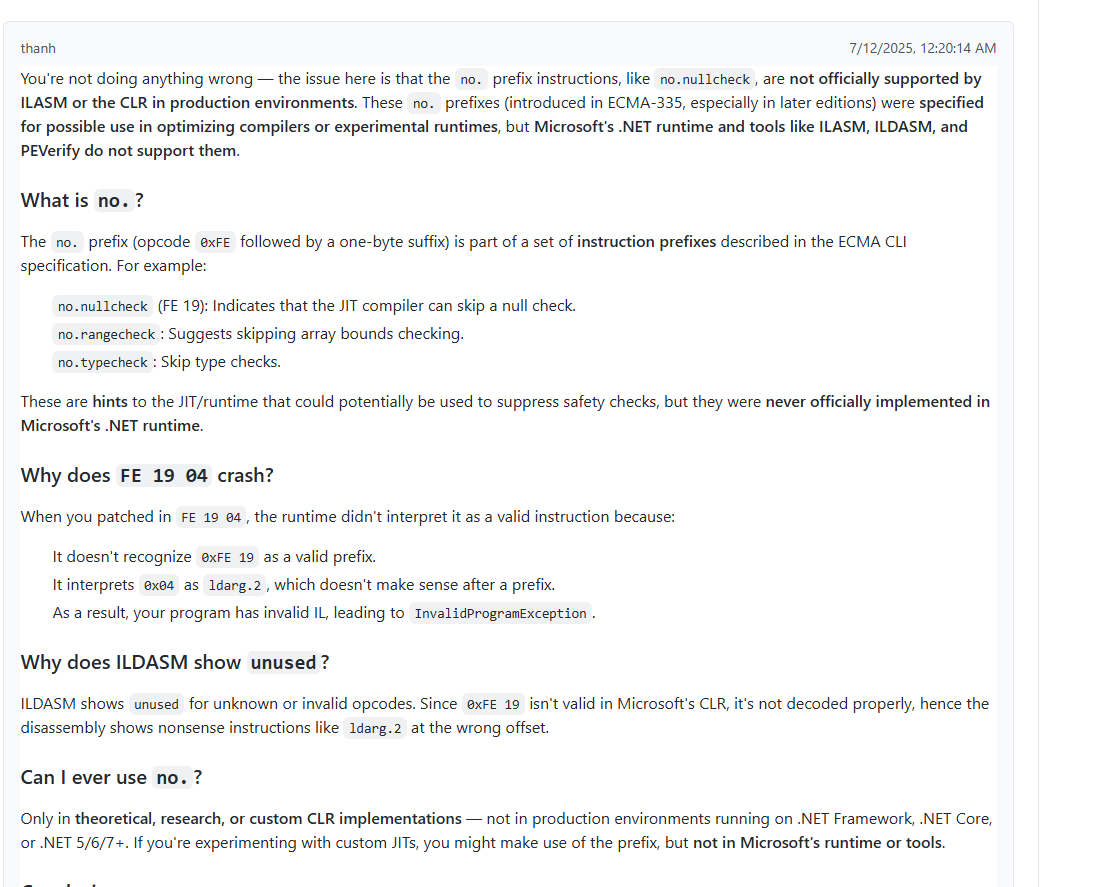 thanh
7/12/2025, 12:20:14 AM
You're not doing anything wrong — the issue here is that the no. prefix instructions, like no.nullcheck, are not officially supported by
ILASM or the CLR in production environments. These no. prefixes (introduced in ECMA-335, especially in later editions) were specified
for possible use in optimizing compilers or experimental runtimes, but Microsoft's .NET runtime and tools like ILASM, ILDASM, and
PEVerify do not support them.
What is no.?
The no. prefix (opcode 0xFE followed by a one-byte suffix) is part of a set of instruction prefixes described in the ECMA CLI
specification. For example:
no.nullcheck (FE 19): Indicates that the JIT compiler can skip a null check.
no.rangecheck: Suggests skipping array bounds checking.
no.typecheck: Skip type checks.
These are hints to the JIT/runtime that could potentially be used to suppress safety checks, but they were never officially implemented in
Microsoft's .NET runtime.
Why does FE 19 04 crash?
When you patched in FE 19 04, the runtime didn't interpret it as a valid instruction because:
It doesn't recognize 0xFE 19 as a valid prefix.
It interprets 0x04 as ldarg.2, which doesn't make sense after a prefix.
As a result, your program has invalid IL, leading to InvalidProgramException.
Why does ILDASM show unused?
ILDASM shows unused for unknown or invalid opcodes. Since 0xFE 19 isn't valid in Microsoft's CLR, it's not decoded properly, hence the
disassembly shows nonsense instructions like ldarg.2 at the wrong offset.
Can I ever use no.?
Only in theoretical, research, or custom CLR implementations — not in production environments running on .NET Framework, .NET Core,
or .NET 5/6/7+. If you're experimenting with custom JITs, you might make use of the prefix, but not in Microsoft's runtime or tools.